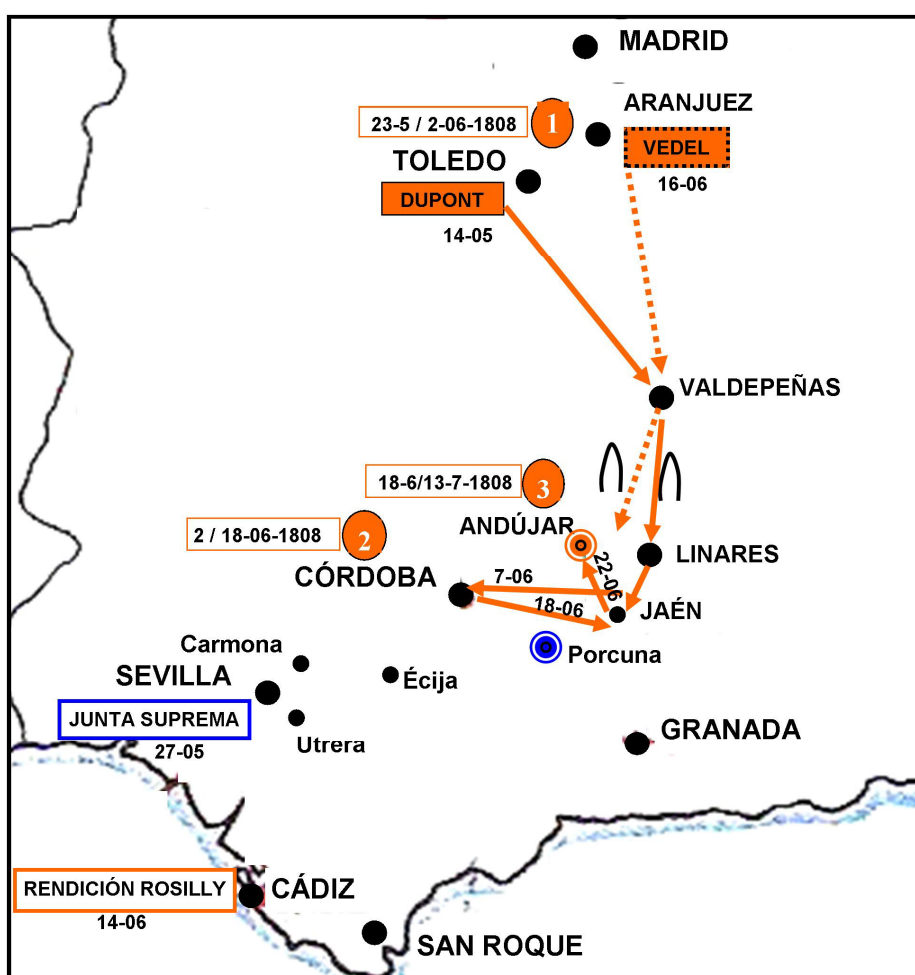 MADRID
ARANJUEZ
23-5 / 2-06-1808
1
VEDEL
TOLEDO
16-06
DUPONT
14-05
VALDEPEÑAS
18-6/13-7-1808
3
ANDÚJAR
2 / 18-06-1808
2
LINARES
CÓRDOBA
7-06
22-06
18-06
JAÉN
Carmona
Porcuna
SEVILLA
Écija
JUNTA SUPREMA
27-05
Utrera
GRANADA
RENDICIÓN ROSILLY
CÁDIZ
14-06
SAN ROQUE